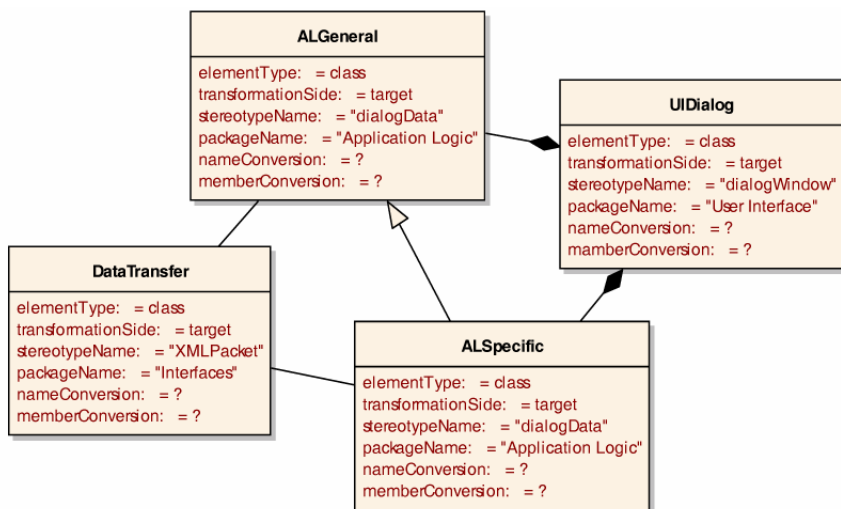 ALGeneral
elementType: = class
transformationSide: = target
stereotypeName: = "dialogData"
packageName: = "Application Logic"
nameConversion: = ?
memberConversion: = ?
UIDialog
elementType: = class
transformationSide: = target
stereotypeName: = "dialogWindow"
packageName: = "User Interface"
nameConversion: = ?
mamberConversion: = ?
DataTransfer
elementType: = class
transformationSide: = target
stereotypeName: = "XMLPacket"
packageName: = "Interfaces"
nameConversion: = ?
memberConversion: = ?
ALSpecific
elementType: = class
transformationSide: = target
stereotypeName: = "dialogData"
packageName: = "Application Logic"
nameConversion: = ?
memberConversion: = ?